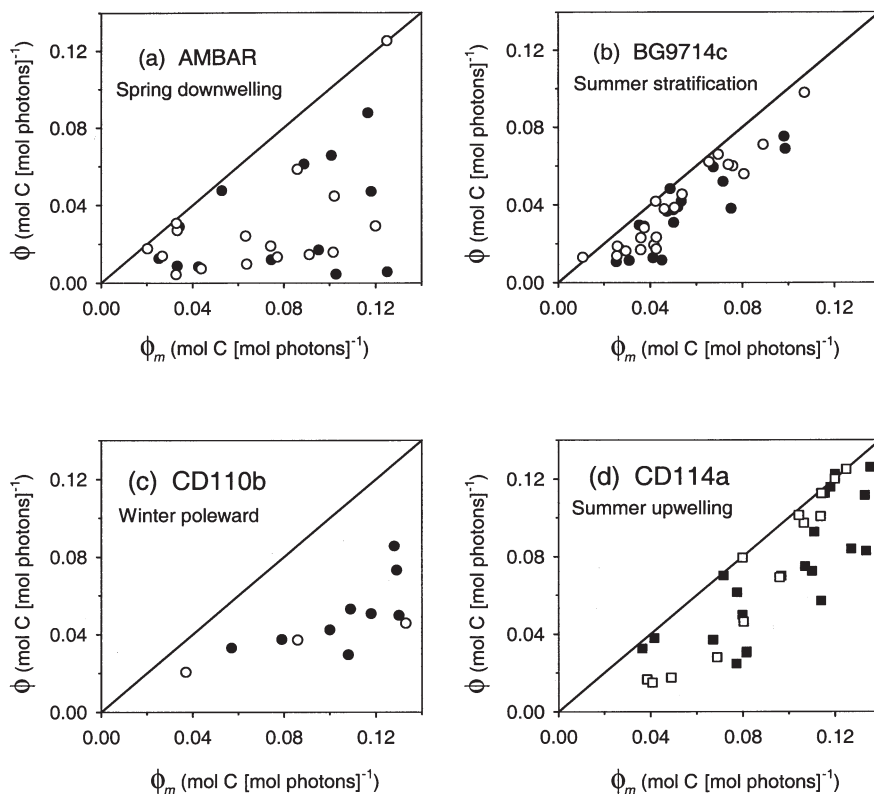 (a) AMBAR
Spring downwelling
0.12
0.08
0.04
0.00
ϕ (mol C [mol photons]⁻¹)
0.00 0.04 0.08 0.12
ϕm (mol C [mol photons]⁻¹)
(b) BG9714c
Summer stratification
0.12
0.08
0.04
0.00
ϕ (mol C [mol photons]⁻¹)
0.00 0.04 0.08 0.12
ϕm (mol C [mol photons]⁻¹)
(c) CD110b
Winter poleward
0.12
0.08
0.04
0.00
ϕ (mol C [mol photons]⁻¹)
0.00 0.04 0.08 0.12
ϕm (mol C [mol photons]⁻¹)
(d) CD114a
Summer upwelling
0.12
0.08
0.04
0.00
ϕ (mol C [mol photons]⁻¹)
0.00 0.04 0.08 0.12
ϕm (mol C [mol photons]⁻¹)